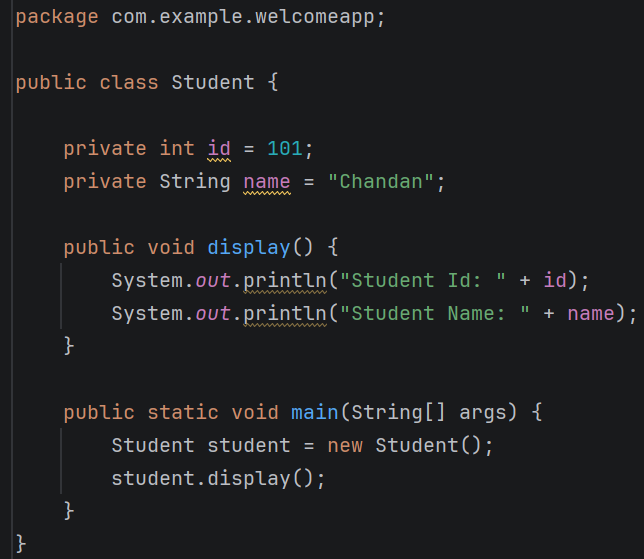 package com.example.welcomeapp;
public class Student {
private int id = 101;
private String name = "Chandan";
public void display() {
System.out.println("Student Id: " + id);
System.out.println("Student Name: " + name);
}
public static void main(String[] args) {
Student student = new Student();
student.display();
}
}